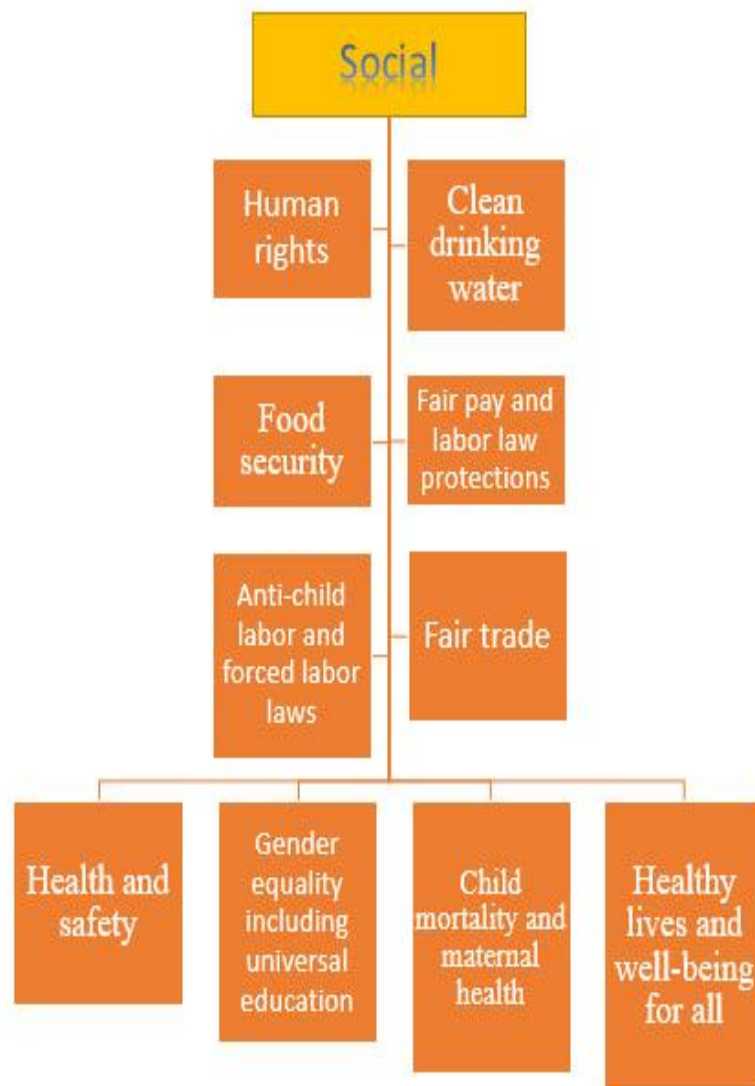 Social
Human
rights
Clean
drinking
water
Food
security
Fair pay and
labor law
protections
Anti-child
labor and
forced labor
laws
Fair trade
Health and
safety
Gender
equality
including
universal
education
Child
mortality and
maternal
health
Healthy
lives and
well-being
for all